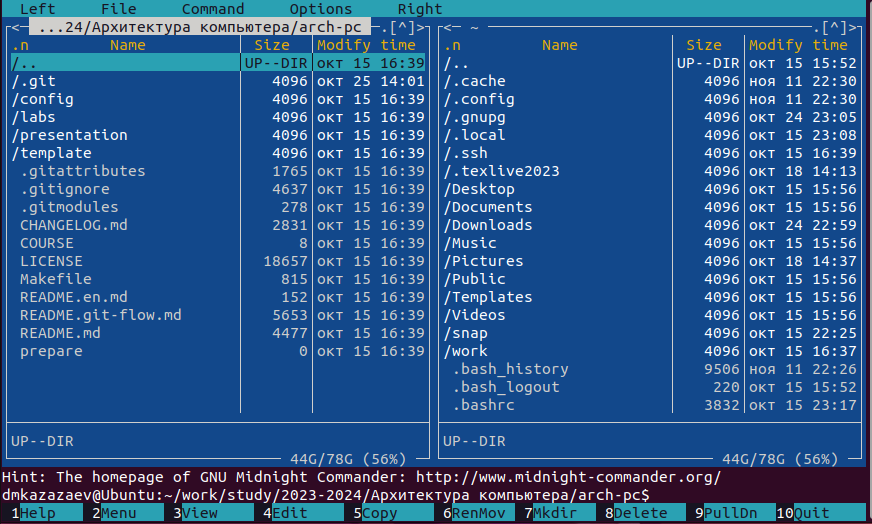 Left File Command Options Right
<─ ...24/Архитектура компьютера/arch-pc ─.[^]>
.n Name Size Modify time
/.. UP--DIR окт 15 16:39
/.git 4096 окт 25 14:01
/config 4096 окт 15 16:39
/labs 4096 окт 15 16:39
/presentation 4096 окт 15 16:39
/template 4096 окт 15 16:39
.gitattributes 1765 окт 15 16:39
.gitignore 4637 окт 15 16:39
.gitmodules 278 окт 15 16:39
CHANGELOG.md 2831 окт 15 16:39
COURSE 8 окт 15 16:39
LICENSE 18657 окт 15 16:39
Makefile 815 окт 15 16:39
README.en.md 152 окт 15 16:39
README.git-flow.md 5653 окт 15 16:39
README.md 4477 окт 15 16:39
prepare 0 окт 15 16:39
UP--DIR
44G/78G (56%)
<─ ~ ─.[^]>
.n Name Size Modify time
/.. UP--DIR окт 15 15:52
/.cache 4096 ноя 11 22:30
/.config 4096 ноя 11 22:30
/.gnupg 4096 окт 24 23:05
/.local 4096 окт 15 23:08
/.ssh 4096 окт 15 16:39
/.texlive2023 4096 окт 18 14:13
/Desktop 4096 окт 15 15:56
/Documents 4096 окт 15 15:56
/Downloads 4096 окт 24 22:59
/Music 4096 окт 15 15:56
/Pictures 4096 окт 18 14:37
/Public 4096 окт 15 15:56
/Templates 4096 окт 15 15:56
/Videos 4096 окт 15 15:56
/snap 4096 окт 15 22:25
/work 4096 окт 15 16:37
.bash_history 9506 ноя 11 22:26
.bash_logout 220 окт 15 15:52
.bashrc 3832 окт 15 23:17
UP--DIR
44G/78G (56%)
Hint: The homepage of GNU Midnight Commander: http://www.midnight-commander.org/
dmkazazaev@Ubuntu:~/work/study/2023-2024/Архитектура компьютера/arch-pc$
1Help 2Menu 3View 4Edit 5Copy 6RenMov 7Mkdir 8Delete 9PullDn 10Quit